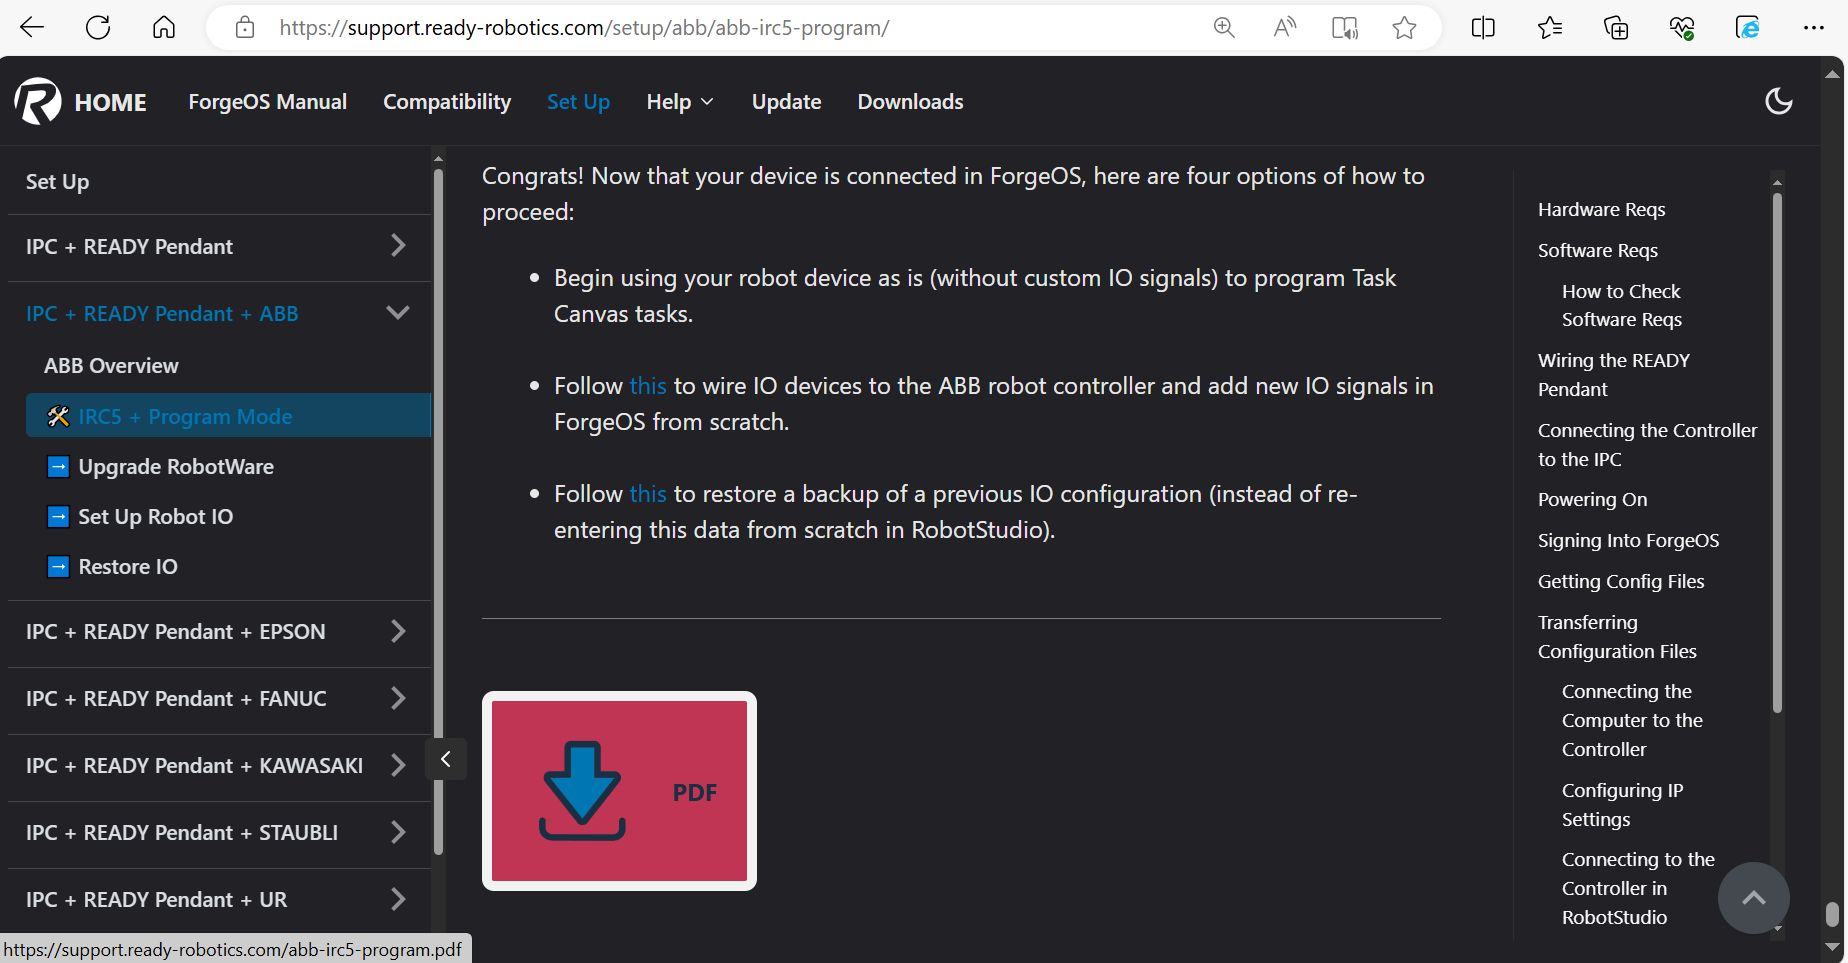 https://support.ready-robotics.com/setup/abb/abb-irc5-program/
HOME
ForgeOS Manual
Compatibility
Set Up
Help
Update
Downloads
Set Up
IPC + READY Pendant
IPC + READY Pendant + ABB
ABB Overview
IRC5 + Program Mode
Upgrade RobotWare
Set Up Robot IO
Restore IO
IPC + READY Pendant + EPSON
IPC + READY Pendant + FANUC
IPC + READY Pendant + KAWASAKI
IPC + READY Pendant + STAUBLI
IPC + READY Pendant + UR
https://support.ready-robotics.com/abb-irc5-program.pdf
Congrats! Now that your device is connected in ForgeOS, here are four options of how to
proceed:
Begin using your robot device as is (without custom IO signals) to program Task
Canvas tasks.
Follow this to wire IO devices to the ABB robot controller and add new IO signals in
ForgeOS from scratch.
Follow this to restore a backup of a previous IO configuration (instead of re-
entering this data from scratch in RobotStudio).
PDF
Hardware Reqs
Software Reqs
How to Check
Software Reqs
Wiring the READY
Pendant
Connecting the Controller
to the IPC
Powering On
Signing Into ForgeOS
Getting Config Files
Transferring
Configuration Files
Connecting the
Computer to the
Controller
Configuring IP
Settings
Connecting to the
Controller in
RobotStudio